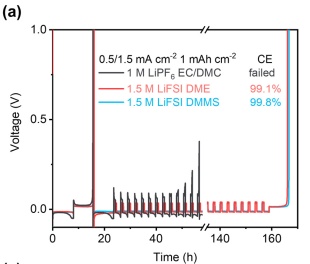 (a)
1.0
0.5
0.0
Voltage (V)
0.5/1.5 mA cm⁻² 1 mAh cm⁻² CE
1 M LiPF₆ EC/DMC failed
1.5 M LiFSI DME 99.1%
1.5 M LiFSI DMMS 99.8%
0 20 40 140 160
Time (h)